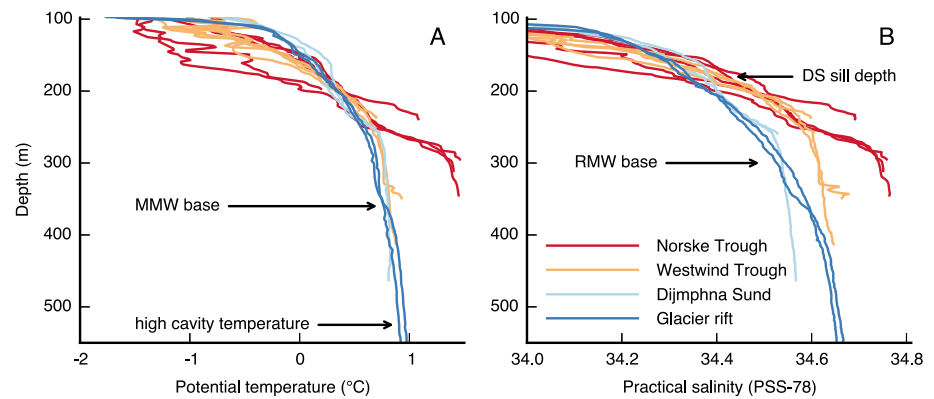 A
B
100
200
300
400
500
Depth (m)
MMW base
high cavity temperature
-2
-1
0
1
Potential temperature (°C)
100
200
300
400
500
DS sill depth
RMW base
Norske Trough
Westwind Trough
Dijmphna Sund
Glacier rift
34.0
34.2
34.4
34.6
34.8
Practical salinity (PSS-78)